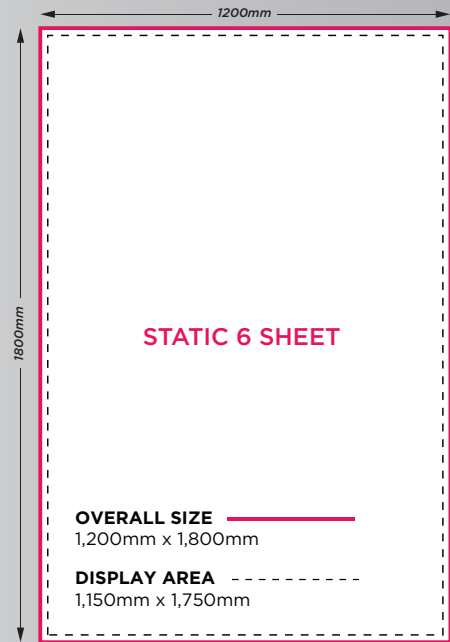 1200mm
1800mm
STATIC 6 SHEET
OVERALL SIZE
1,200mm x 1,800mm
DISPLAY AREA
1,150mm x 1,750mm